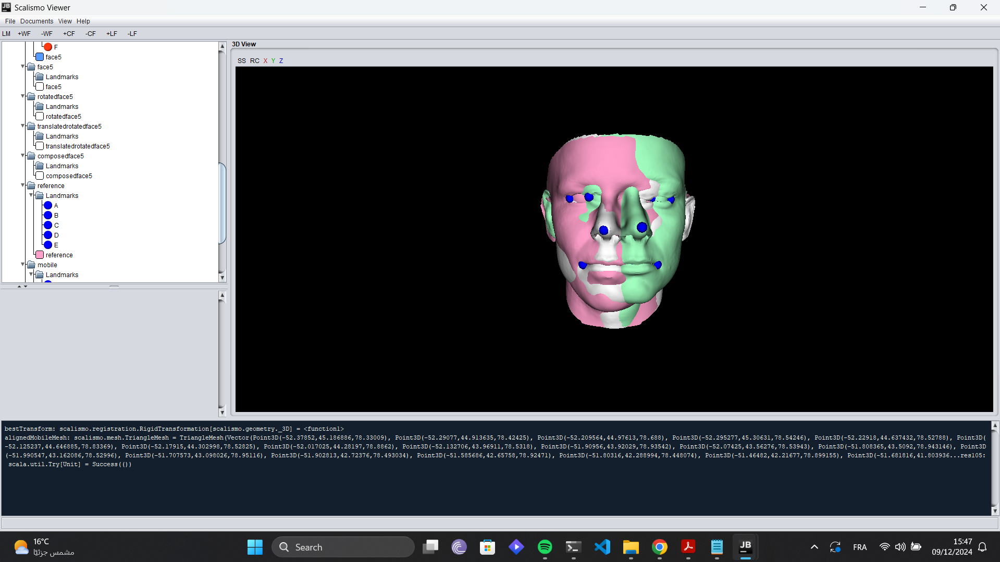 JB Scalismo Viewer
File Documents View Help
LM +WF -WF +CF -CF +LF -LF
F
face5
face5
Landmarks
face5
rotatedface5
Landmarks
rotatedface5
translatedrotatedface5
Landmarks
translatedrotatedface5
composedface5
Landmarks
composedface5
reference
Landmarks
A
B
C
D
E
reference
mobile
Landmarks
3D View
SS RC X Y Z
bestTransform: scalismo.registration.RigidTransformation[scalismo.geometry._3D] = <function1>
alignedMobileMesh: scalismo.mesh.TriangleMesh = TriangleMesh(Vector(Point3D(-52.37852,45.186886,78.33009), Point3D(-52.29077,44.913635,78.42425), Point3D(-52.209564,44.97613,78.688), Point3D(-52.295277,45.30631,78.54246), Point3D(-52.22918,44.637432,78.52788), Point3D(
-52.125237,44.646885,78.83369), Point3D(-52.17915,44.302998,78.52825), Point3D(-52.017025,44.28197,78.8862), Point3D(-52.132706,43.96911,78.5318), Point3D(-51.90956,43.92029,78.93542), Point3D(-52.07425,43.56276,78.53943), Point3D(-51.808365,43.5092,78.943146), Point3D
(-51.990547,43.162086,78.52996), Point3D(-51.707573,43.098026,78.95116), Point3D(-51.902813,42.72376,78.493034), Point3D(-51.585686,42.65758,78.92471), Point3D(-51.80316,42.288994,78.448074), Point3D(-51.46482,42.21677,78.899155), Point3D(-51.681816,41.803936...res105:
scala.util.Try[Unit] = Success(())
16°C
مشمس جزئيًا
Search
JB
FRA
15:47
09/12/2024